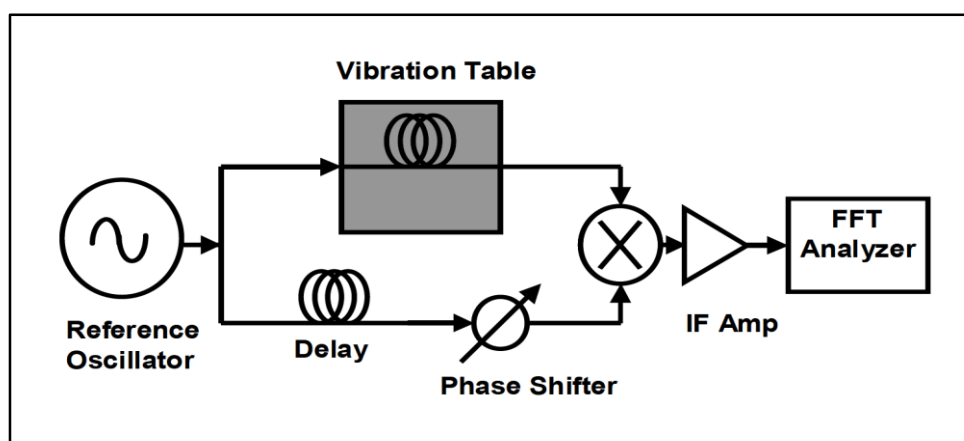 Vibration Table
FFT
Analyzer
Reference
Oscillator
Delay
IF Amp
Phase Shifter